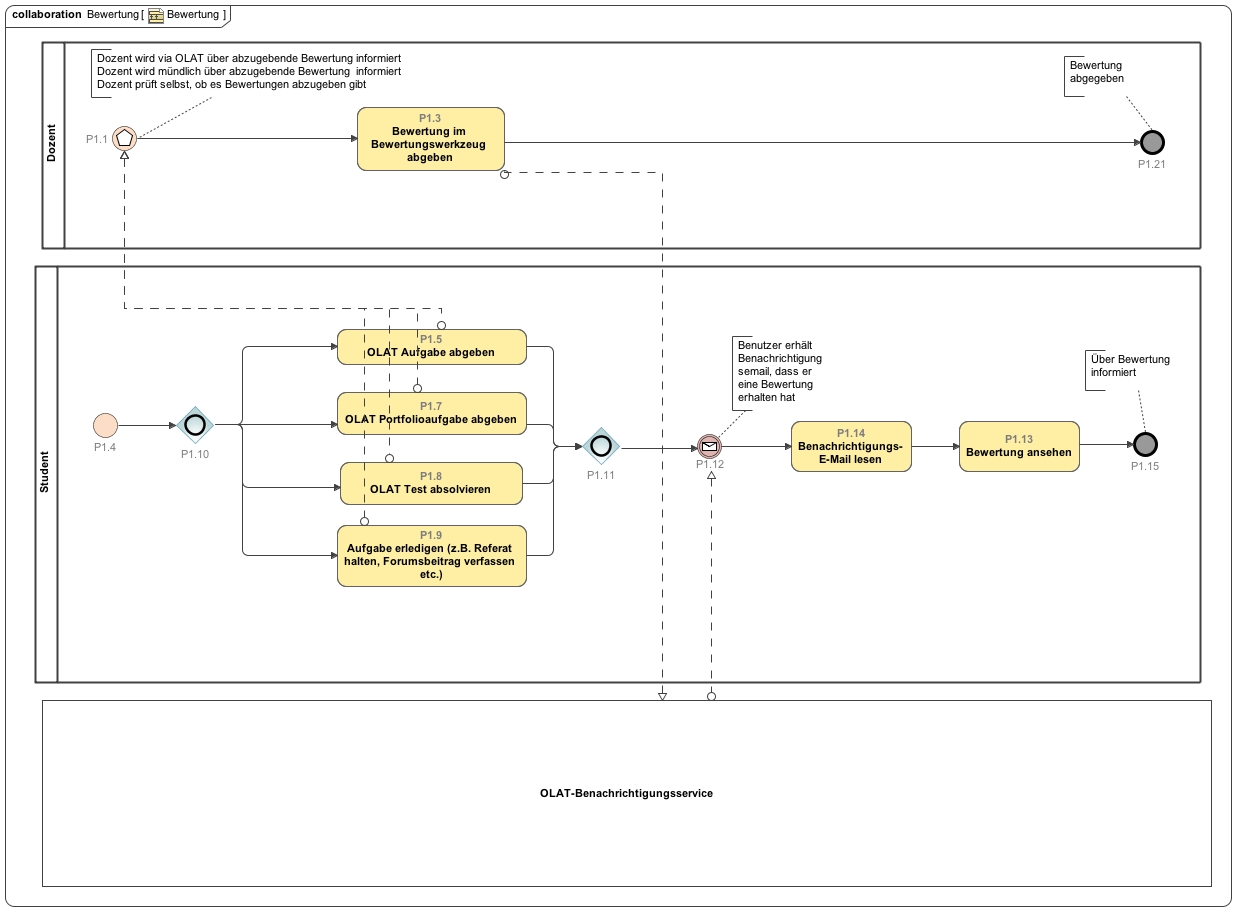 collaboration Bewertung [ Bewertung ]
Dozent
Dozent wird via OLAT über abzugebende Bewertung informiert
Dozent wird mündlich über abzugebende Bewertung informiert
Dozent prüft selbst, ob es Bewertungen abzugeben gibt
P1.1
P1.3
Bewertung im
Bewertungswerkzeug
abgeben
Bewertung
abgegeben
P1.21
Student
P1.4
P1.10
P1.5
OLAT Aufgabe abgeben
P1.7
OLAT Portfolioaufgabe abgeben
P1.8
OLAT Test absolvieren
P1.9
Aufgabe erledigen (z.B. Referat
halten, Forumsbeitrag verfassen
etc.)
P1.11
Benutzer erhält
Benachrichtigung
semail, dass er
eine Bewertung
erhalten hat
P1.12
P1.14
Benachrichtigungs-
E-Mail lesen
P1.13
Bewertung ansehen
Über Bewertung
informiert
P1.15
OLAT-Benachrichtigungsservice